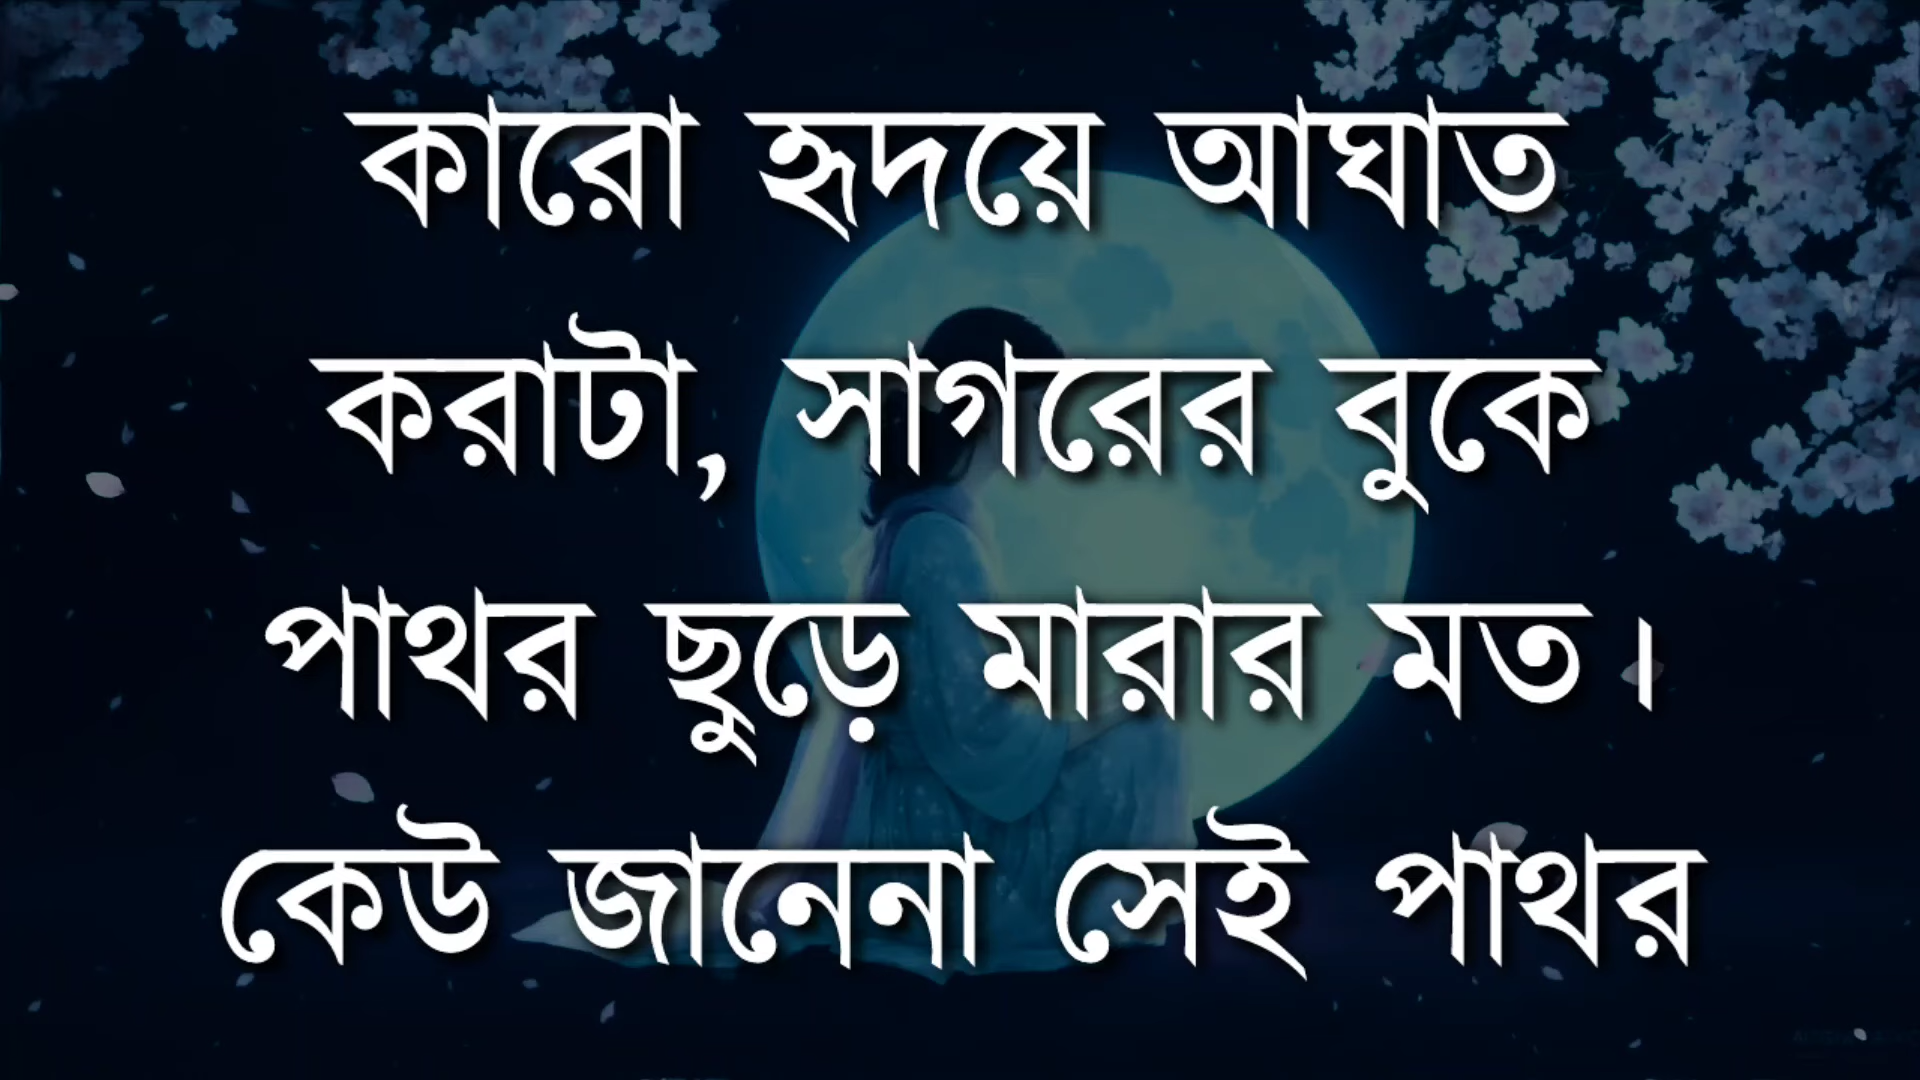 কারো হৃদয়ে আঘাত
করাটা, সাগরের বুকে
পাথর ছুড়ে মারার মত।
কেউ জানেনা সেই পাথর